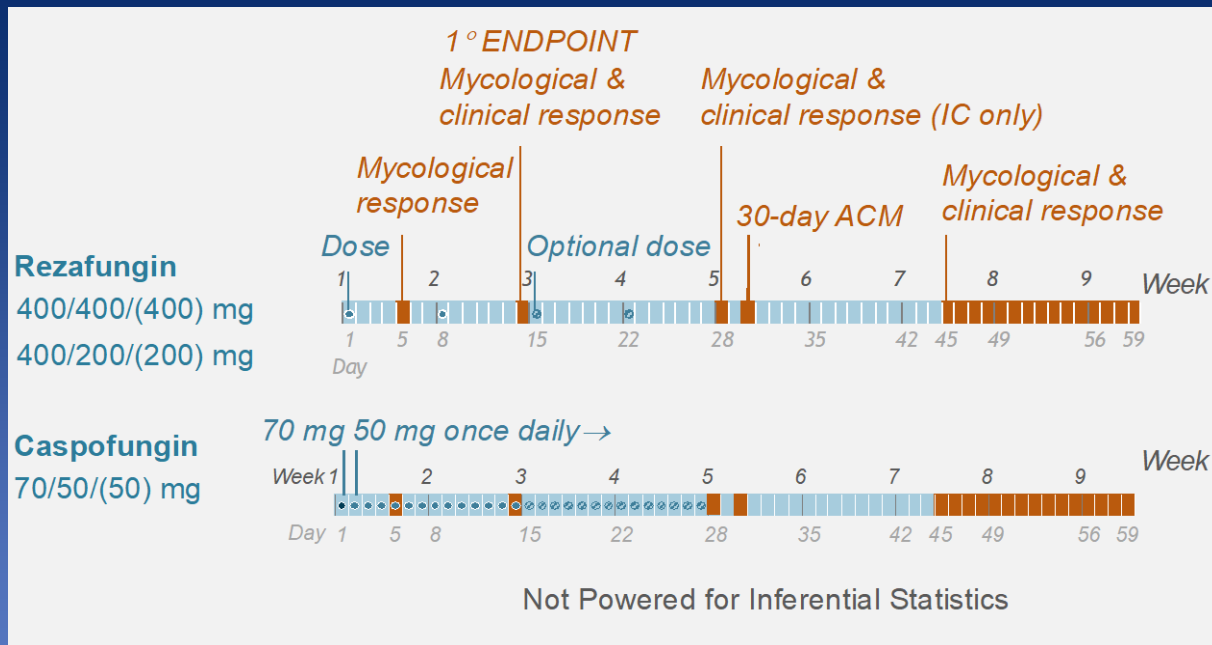 1° ENDPOINT
Mycological &
clinical response
Mycological &
clinical response (IC only)
Mycological
response
Mycological &
clinical response
30-day ACM
Dose
Optional dose
Rezafungin
400/400/(400) mg
400/200/(200) mg
1 2 3 4 5 6 7 8 9 Week
1 5 8 15 22 28 35 42 45 49 56 59
Day
Caspofungin
70/50/(50) mg
70 mg 50 mg once daily→
Week 1 2 3 4 5 6 7 8 9 Week
Day 1 5 8 15 22 28 35 42 45 49 56 59
Not Powered for Inferential Statistics